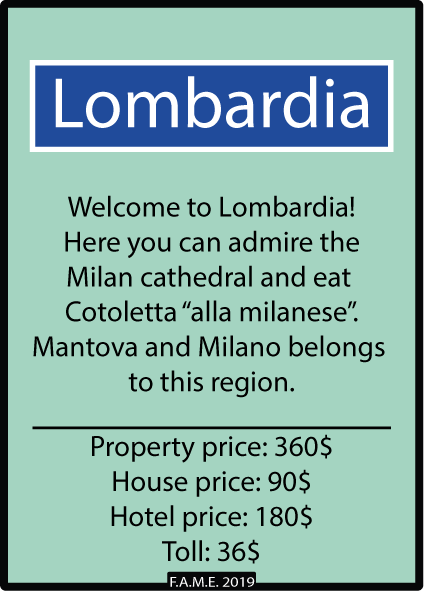 Lombardia
Welcome to Lombardia!
Here you can admire the
Milan cathedral and eat
Cotoletta “alla milanese”.
Mantova and Milano belongs
to this region.
Property price: 360$
House price: 90$
Hotel price: 180$
Toll: 36$
F.A.M.E. 2019